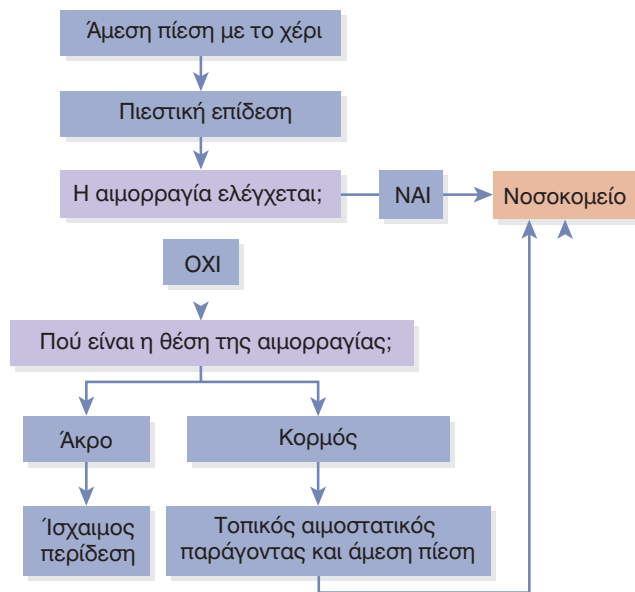 Άμεση πίεση με το χέρι
Πιεστική επίδεση
Η αιμορραγία ελέγχεται;
ΝΑΙ
Νοσοκομείο
ΟΧΙ
Πού είναι η θέση της αιμορραγίας;
Άκρο
Κορμός
Ίσχαιμος
περίδεση
Τοπικός αιμοστατικός
παράγοντας και άμεση πίεση